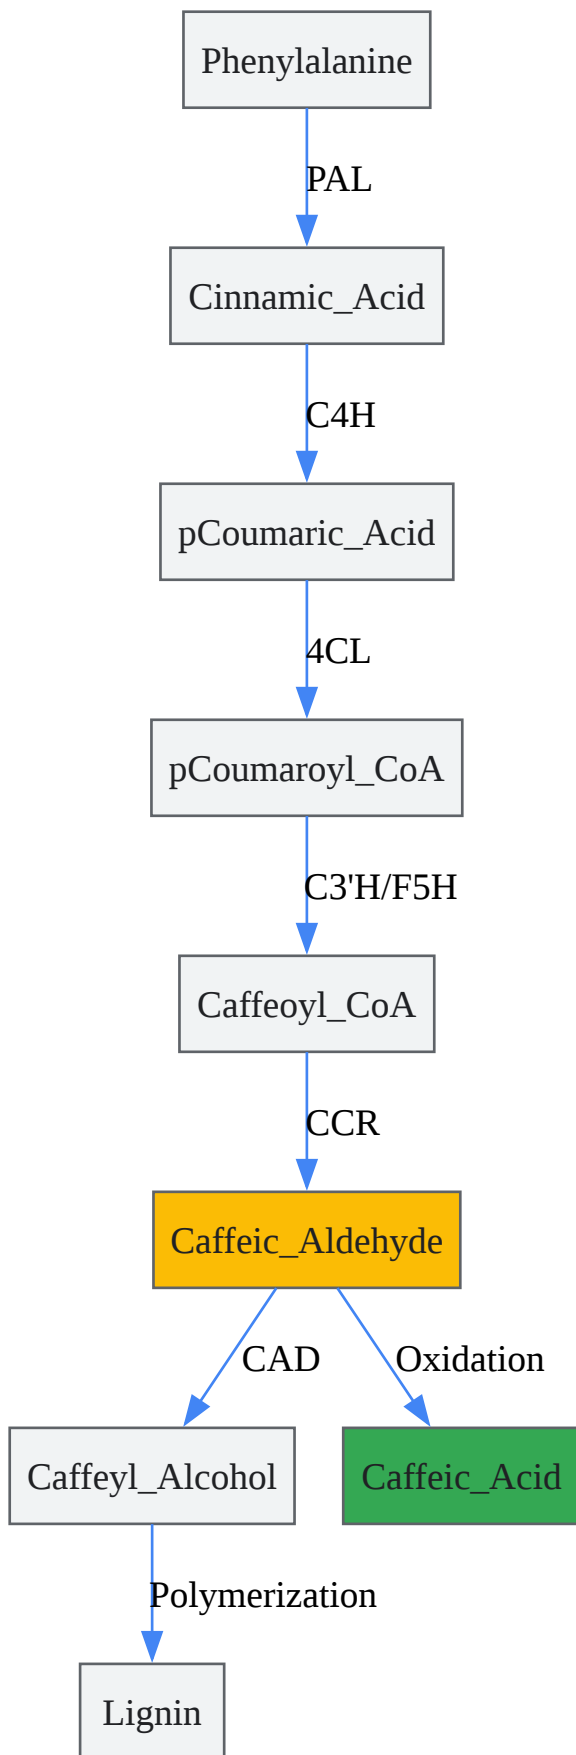 Phenylalanine
PAL
Cinnamic_Acid
C4H
pCoumaric_Acid
4CL
pCoumaroyl_CoA
C3'H/F5H
Caffeoyl_CoA
CCR
Caffeic_Aldehyde
CAD
Oxidation
Caffeyl_Alcohol
Caffeic_Acid
Polymerization
Lignin